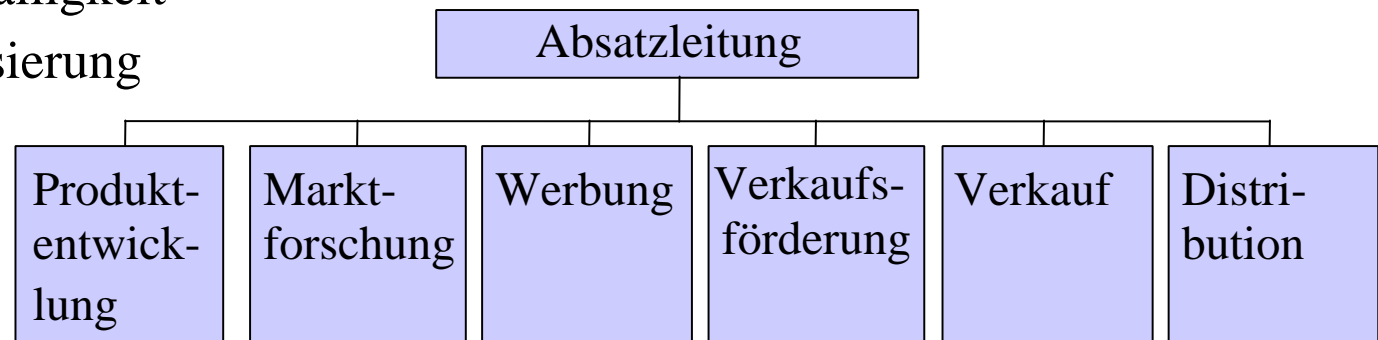 sierung
Absatzleitung
Produkt-
entwick-
lung
Markt-
forschung
Werbung
Verkaufs-
förderung
Verkauf
Distri-
bution